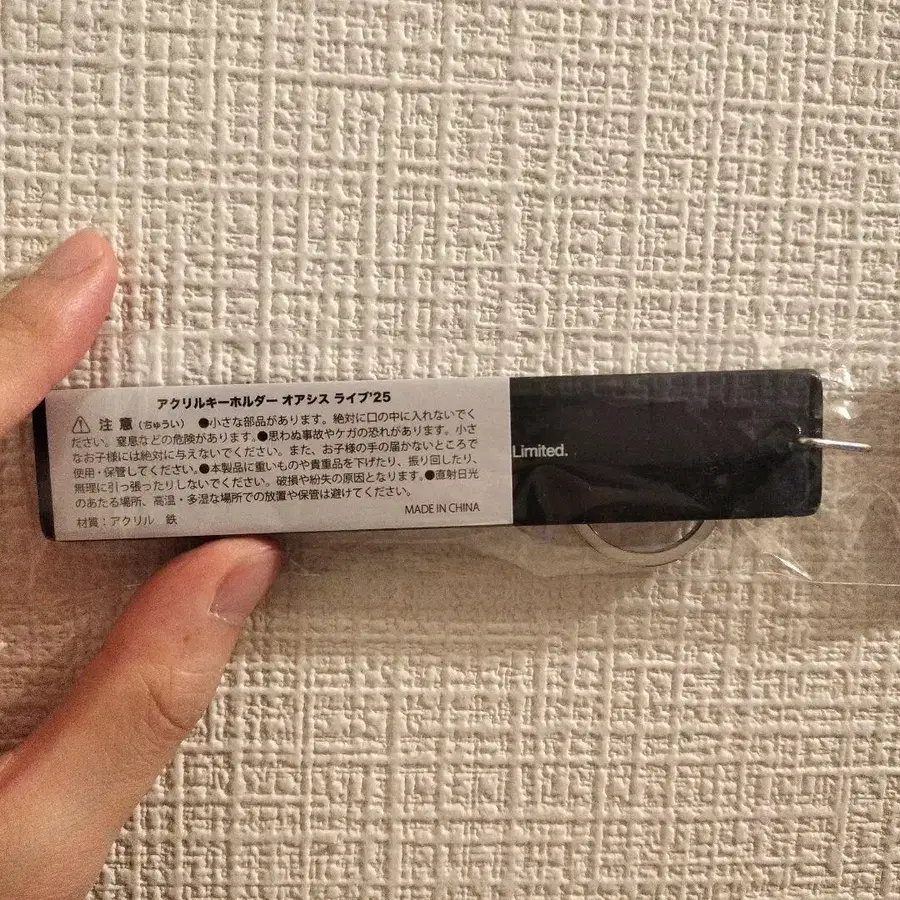 アクリルキーホルダー オアシス ライブ'25
⚠ 注意（ちゅうい） ●小さな部品があります。絶対に口の中に入れないでく
ださい。窒息などの危険があります。●思わぬ事故やケガの恐れがあります。小さ
なお子様には絶対に与えないでください。また、お子様の手の届かないところで
使用・保管してください。●本製品に重いものや貴重品を下げたり、振り回したり、
無理に引っ張ったりしないでください。破損や紛失の原因となります。●直射日光
のあたる場所、高温・多湿な場所での放置や保管は避けてください。
MADE IN CHINA
材質：アクリル 鉄
Limited.